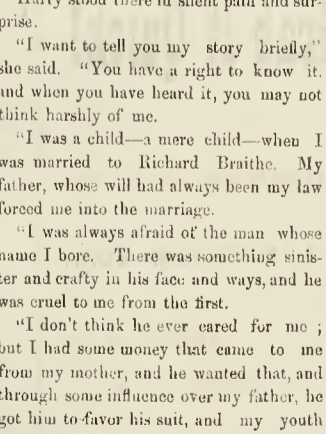 Harry stood there in silent pain and sur-
prise.
"I want to tell you my story briefly,"
she said. "You have a right to know it,
and when you have heard it, you may not
think harshly of me.
"I was a child—a mere child—when I
was married to Richard Braithe. My
father, whose will had always been my law
forced me into the marriage.
"I was always afraid of the man whose
name I bore. There was something sinis-
ter and crafty in his face and ways, and he
was cruel to me from the first.
"I don't think he ever cared for me ;
but I had some money that came to me
from my mother, and he wanted that, and
through some influence over my father, he
got him to favor his suit, and my youth